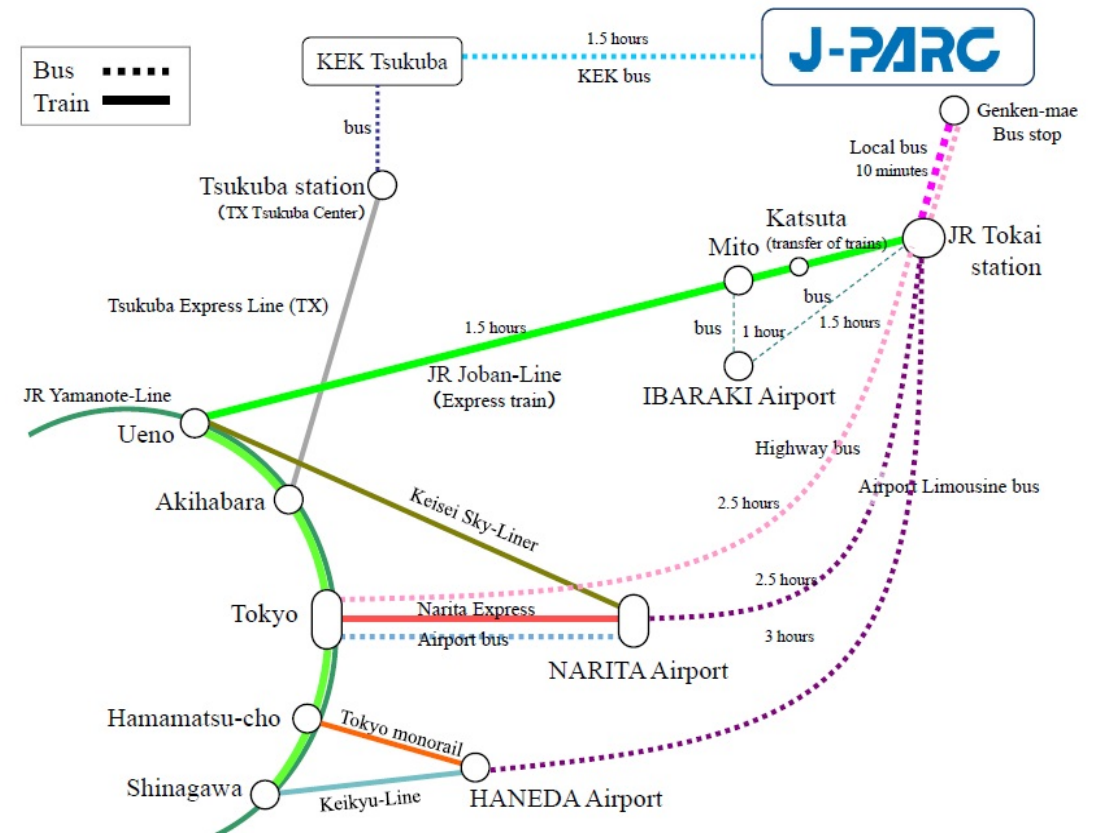 1.5 hours
J-PARC
KEK Tsukuba
KEK bus
Bus
Train
Genken-mae
Bus stop
bus
Local bus
10 minutes
Tsukuba station
(TX Tsukuba Center)
Katsuta
(transfer of trains)
Mito
JR Tokai
station
Tsukuba Express Line (TX)
bus
1.5 hours
bus
1 hour
1.5 hours
JR Joban-Line
(Express train)
IBARAKI Airport
JR Yamanote-Line
Ueno
Highway bus
Airport Limousine bus
Akihabara
Keisei Sky-Liner
2.5 hours
2.5 hours
Tokyo
Narita Express
Airport bus
3 hours
NARITA Airport
Hamamatsu-cho
Tokyo monorail
Shinagawa
Keikyu-Line
HANEDA Airport